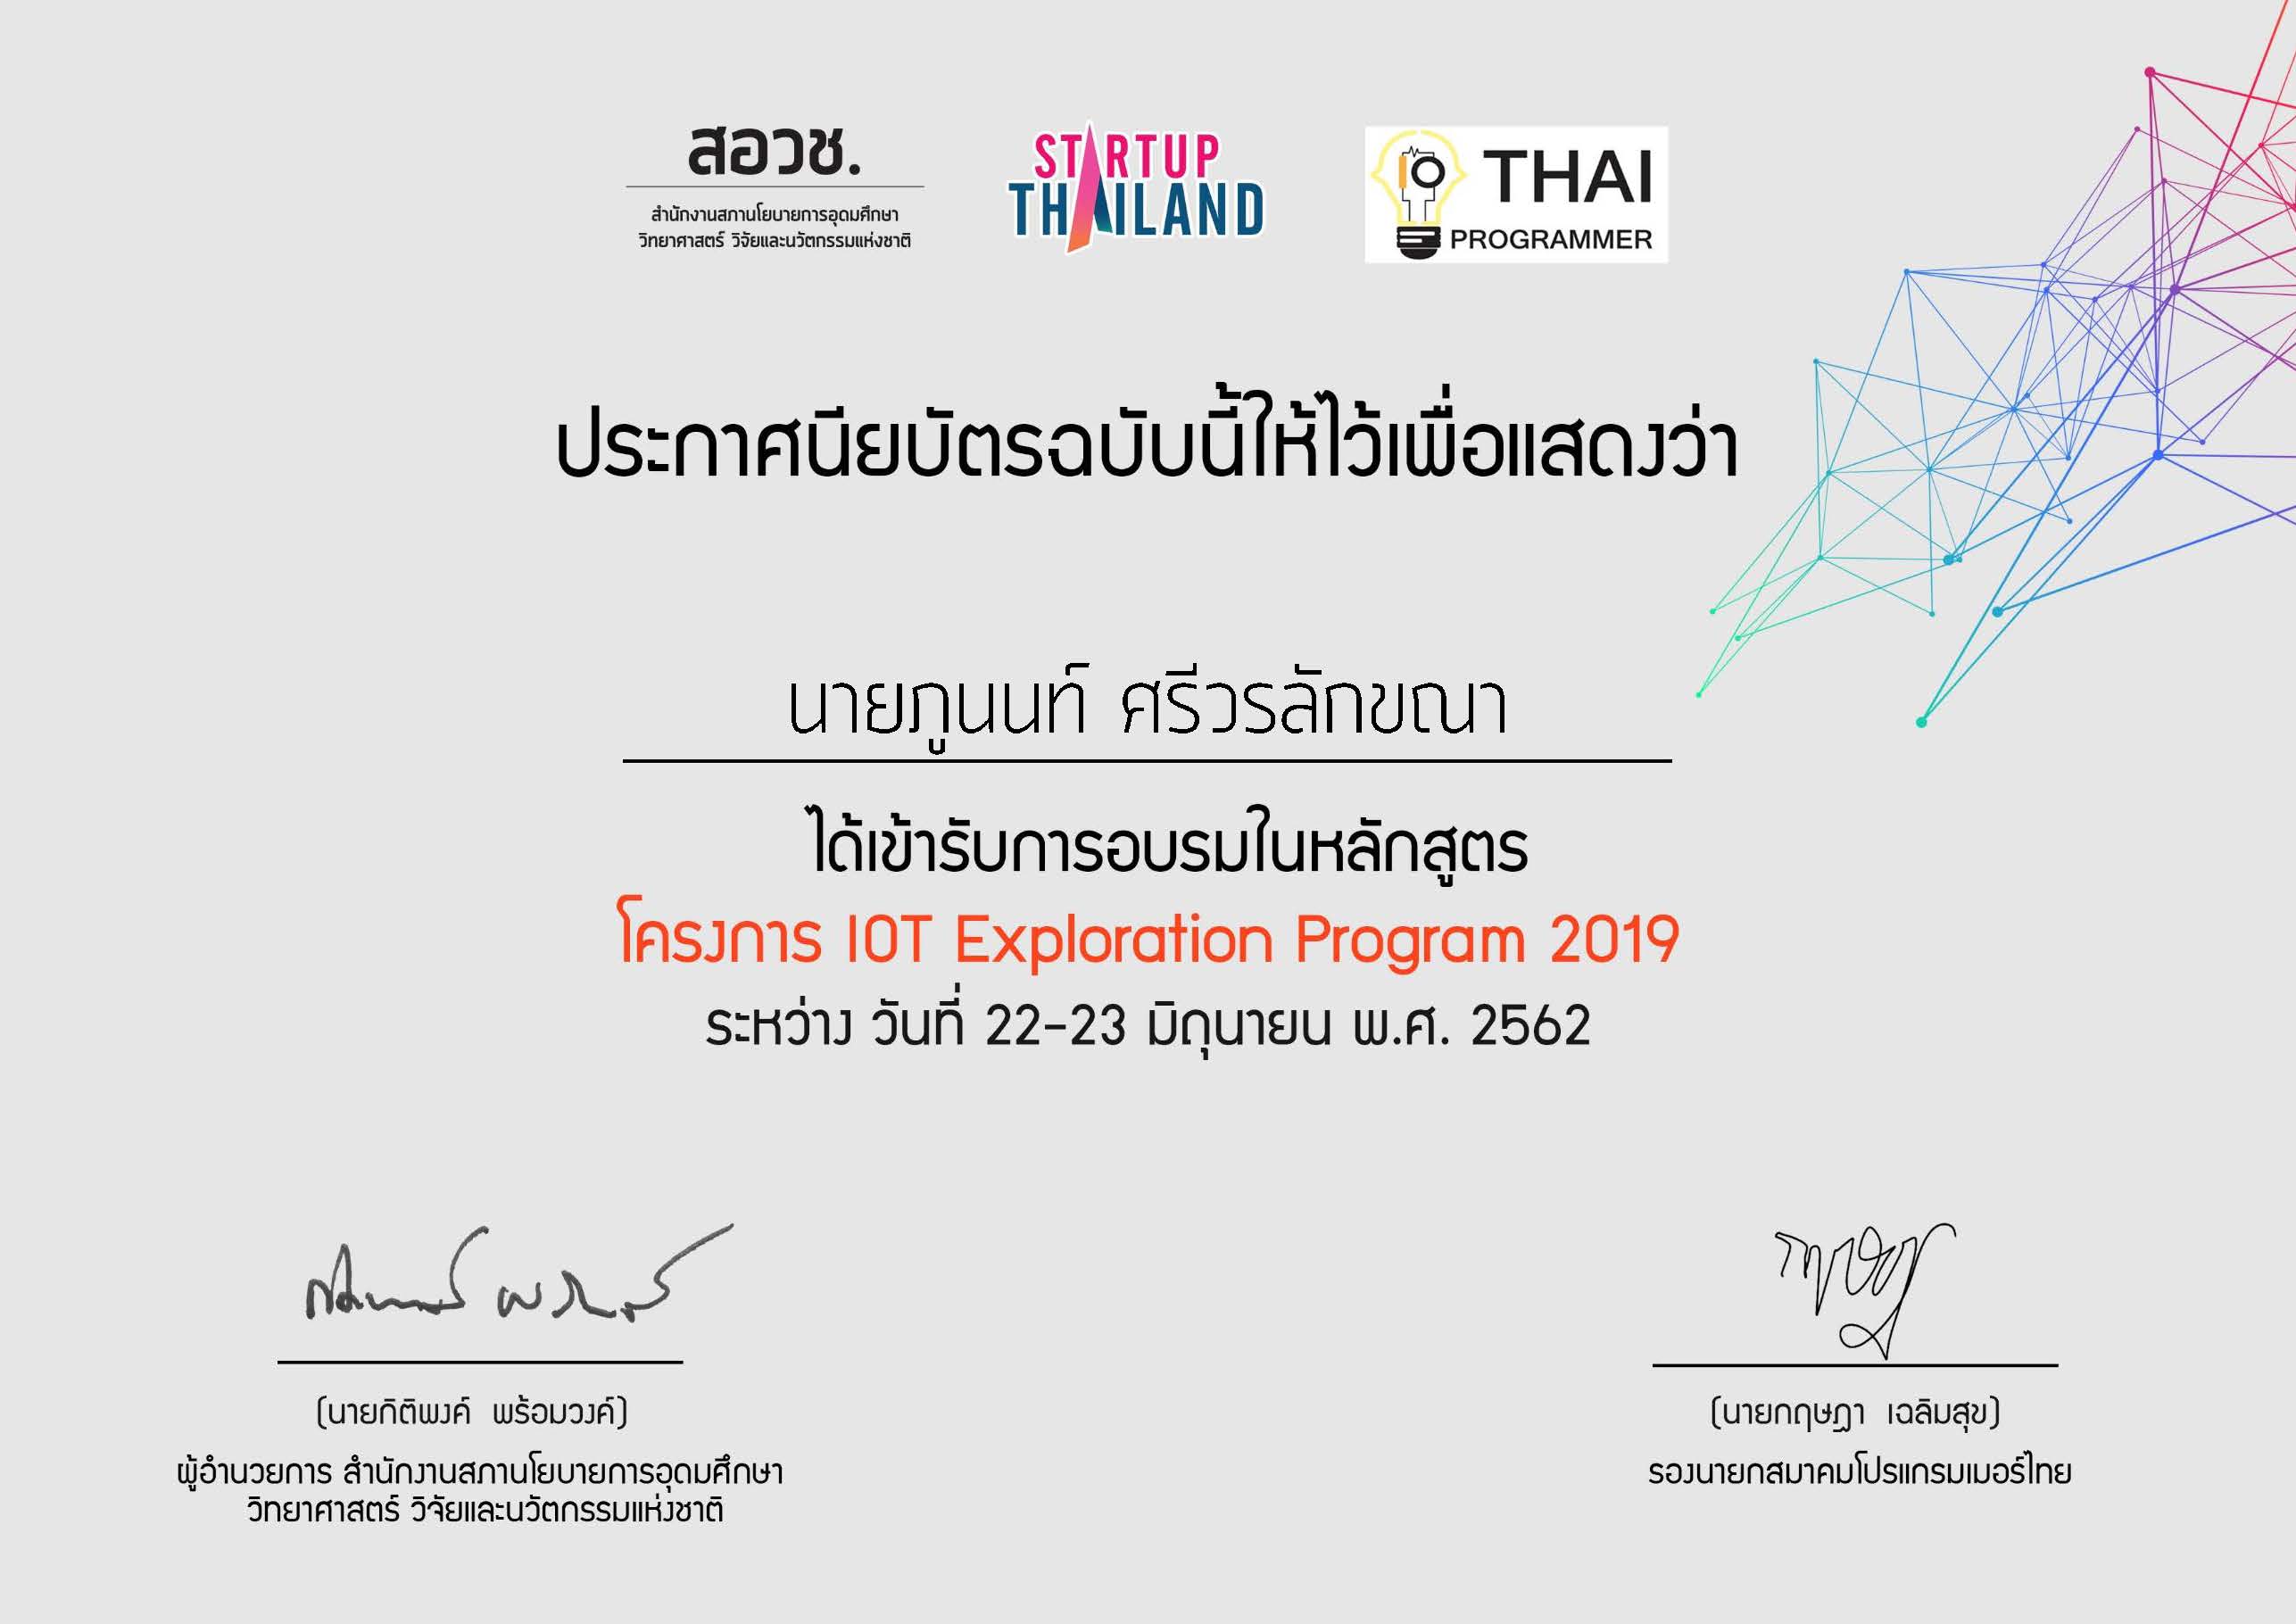 สอวช.
สำนักงานสภานโยบายการอุดมศึกษา
วิทยาศาสตร์ วิจัยและนวัตกรรมแห่งชาติ
STARTUP
THAILAND
THAI
PROGRAMMER
ประกาศนียบัตรฉบับนี้ให้ไว้เพื่อแสดงว่า
นายภูนนท์ ศรีวรลักขณา
ได้เข้ารับการอบรมในหลักสูตร
โครงการ IOT Exploration Program 2019
ระหว่าง วันที่ 22-23 มิถุนายน พ.ศ. 2562
(นายกิติพงค์ พร้อมวงค์)
ผู้อำนวยการ สำนักงานสภานโยบายการอุดมศึกษา
วิทยาศาสตร์ วิจัยและนวัตกรรมแห่งชาติ
(นายกฤษฎา เฉลิมสุข)
รองนายกสมาคมโปรแกรมเมอร์ไทย